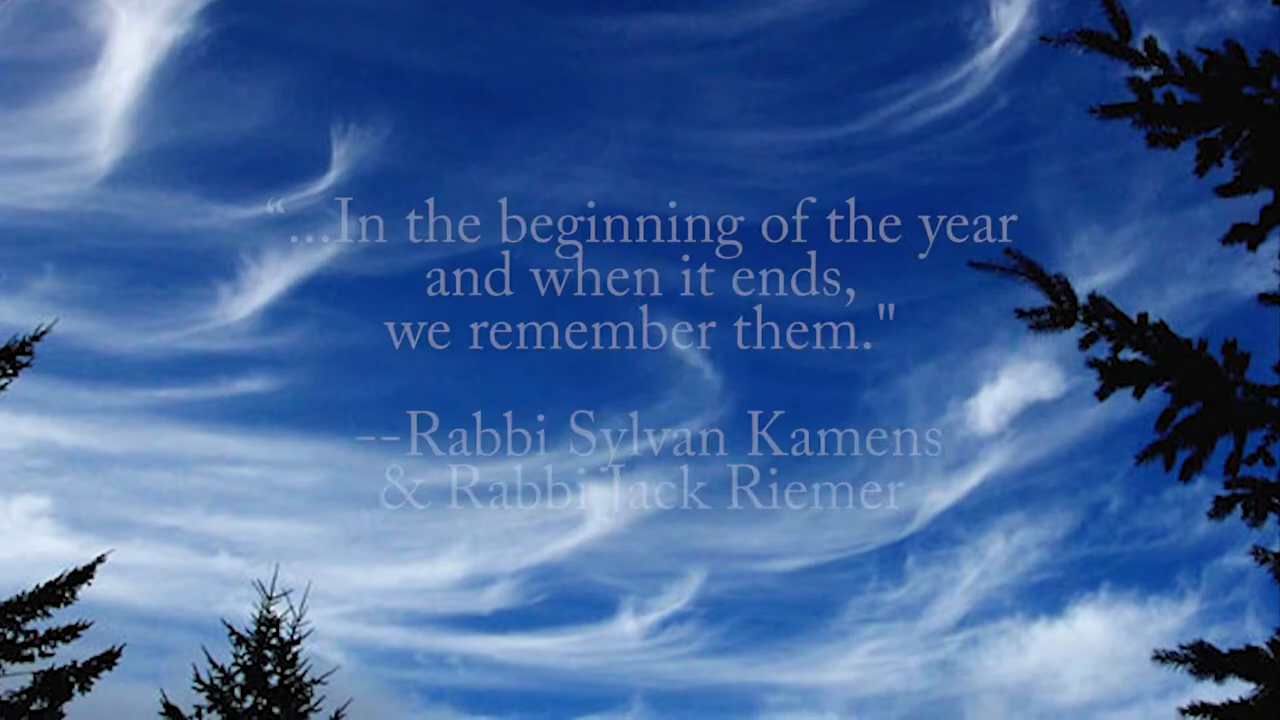 “...In the beginning of the year
and when it ends,
we remember them."
--Rabbi Sylvan Kamens
& Rabbi Jack Riemer